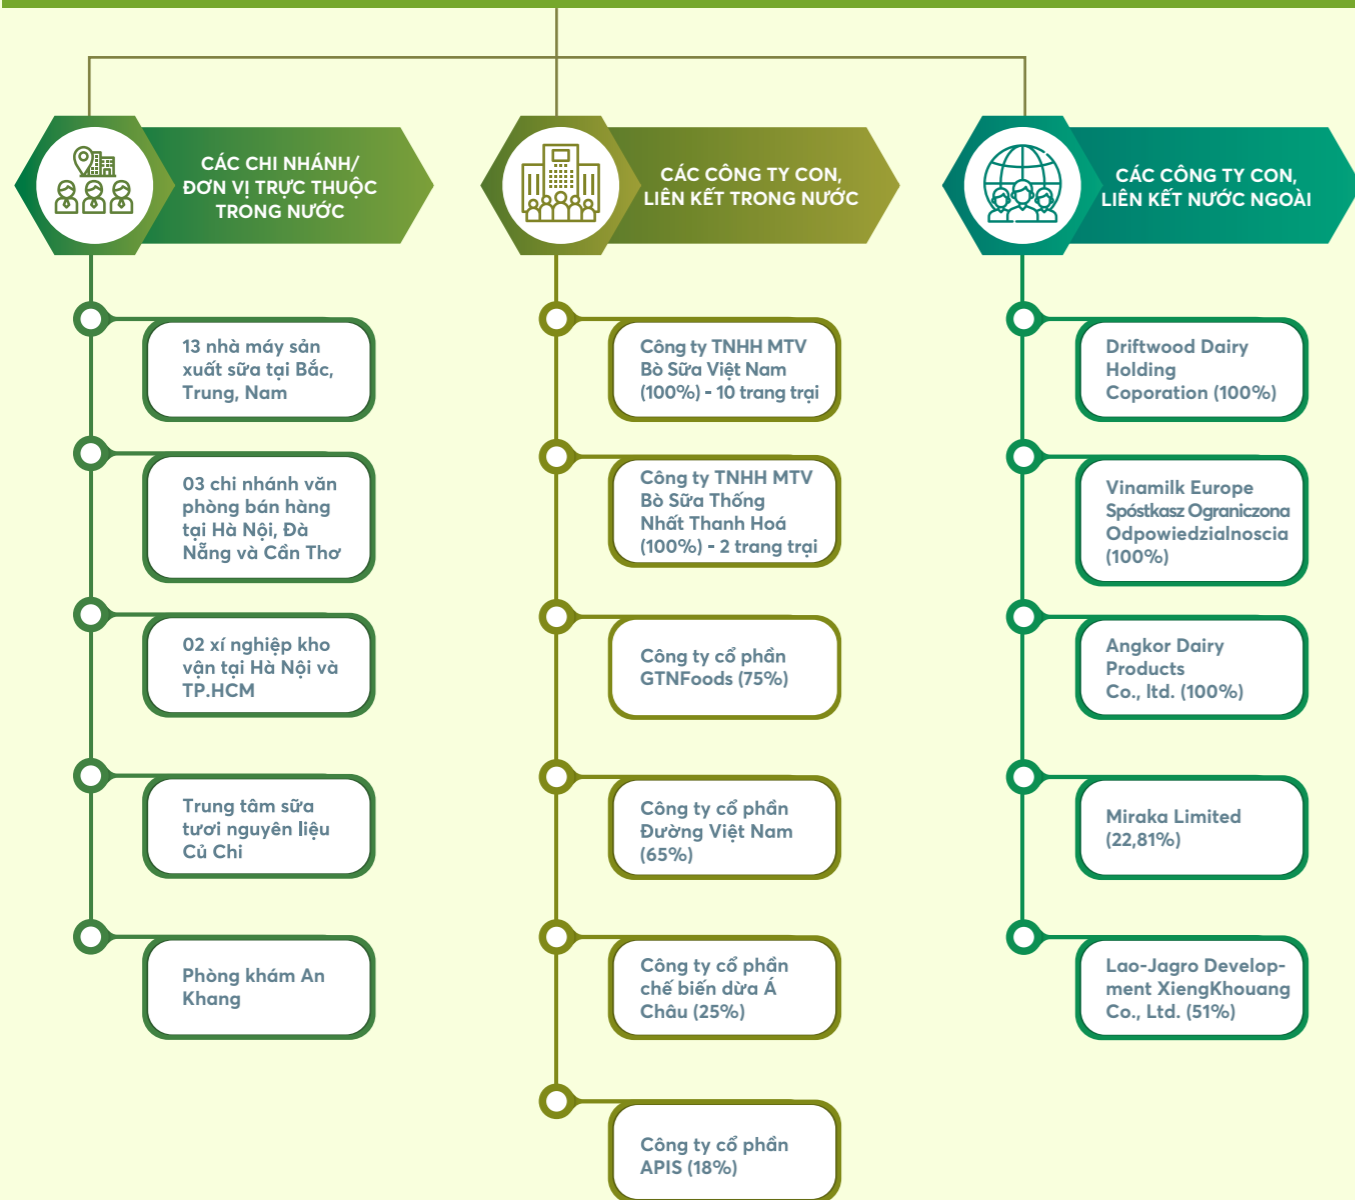 CÁC CHI NHÁNH/
ĐƠN VỊ TRỰC THUỘC
TRONG NƯỚC
13 nhà máy sản
xuất sữa tại Bắc,
Trung, Nam
03 chi nhánh văn
phòng bán hàng
tại Hà Nội, Đà
Nẵng và Cần Thơ
02 xí nghiệp kho
vận tại Hà Nội và
TP.HCM
Trung tâm sữa
tươi nguyên liệu
Củ Chi
Phòng khám An
Khang
CÁC CÔNG TY CON,
LIÊN KẾT TRONG NƯỚC
Công ty TNHH MTV
Bò Sữa Việt Nam
(100%) - 10 trang trại
Công ty TNHH MTV
Bò Sữa Thống
Nhất Thanh Hoá
(100%) - 2 trang trại
Công ty cổ phần
GTNFoods (75%)
Công ty cổ phần
Đường Việt Nam
(65%)
Công ty cổ phần
chế biến dừa Á
Châu (25%)
Công ty cổ phần
APIS (18%)
CÁC CÔNG TY CON,
LIÊN KẾT NƯỚC NGOÀI
Driftwood Dairy
Holding
Coporation (100%)
Vinamilk Europe
Spóstkasz Ograniczona
Odpowiedzialnoscia
(100%)
Angkor Dairy
Products
Co., ltd. (100%)
Miraka Limited
(22,81%)
Lao-Jagro Develop-
ment XiengKhouang
Co., Ltd. (51%)